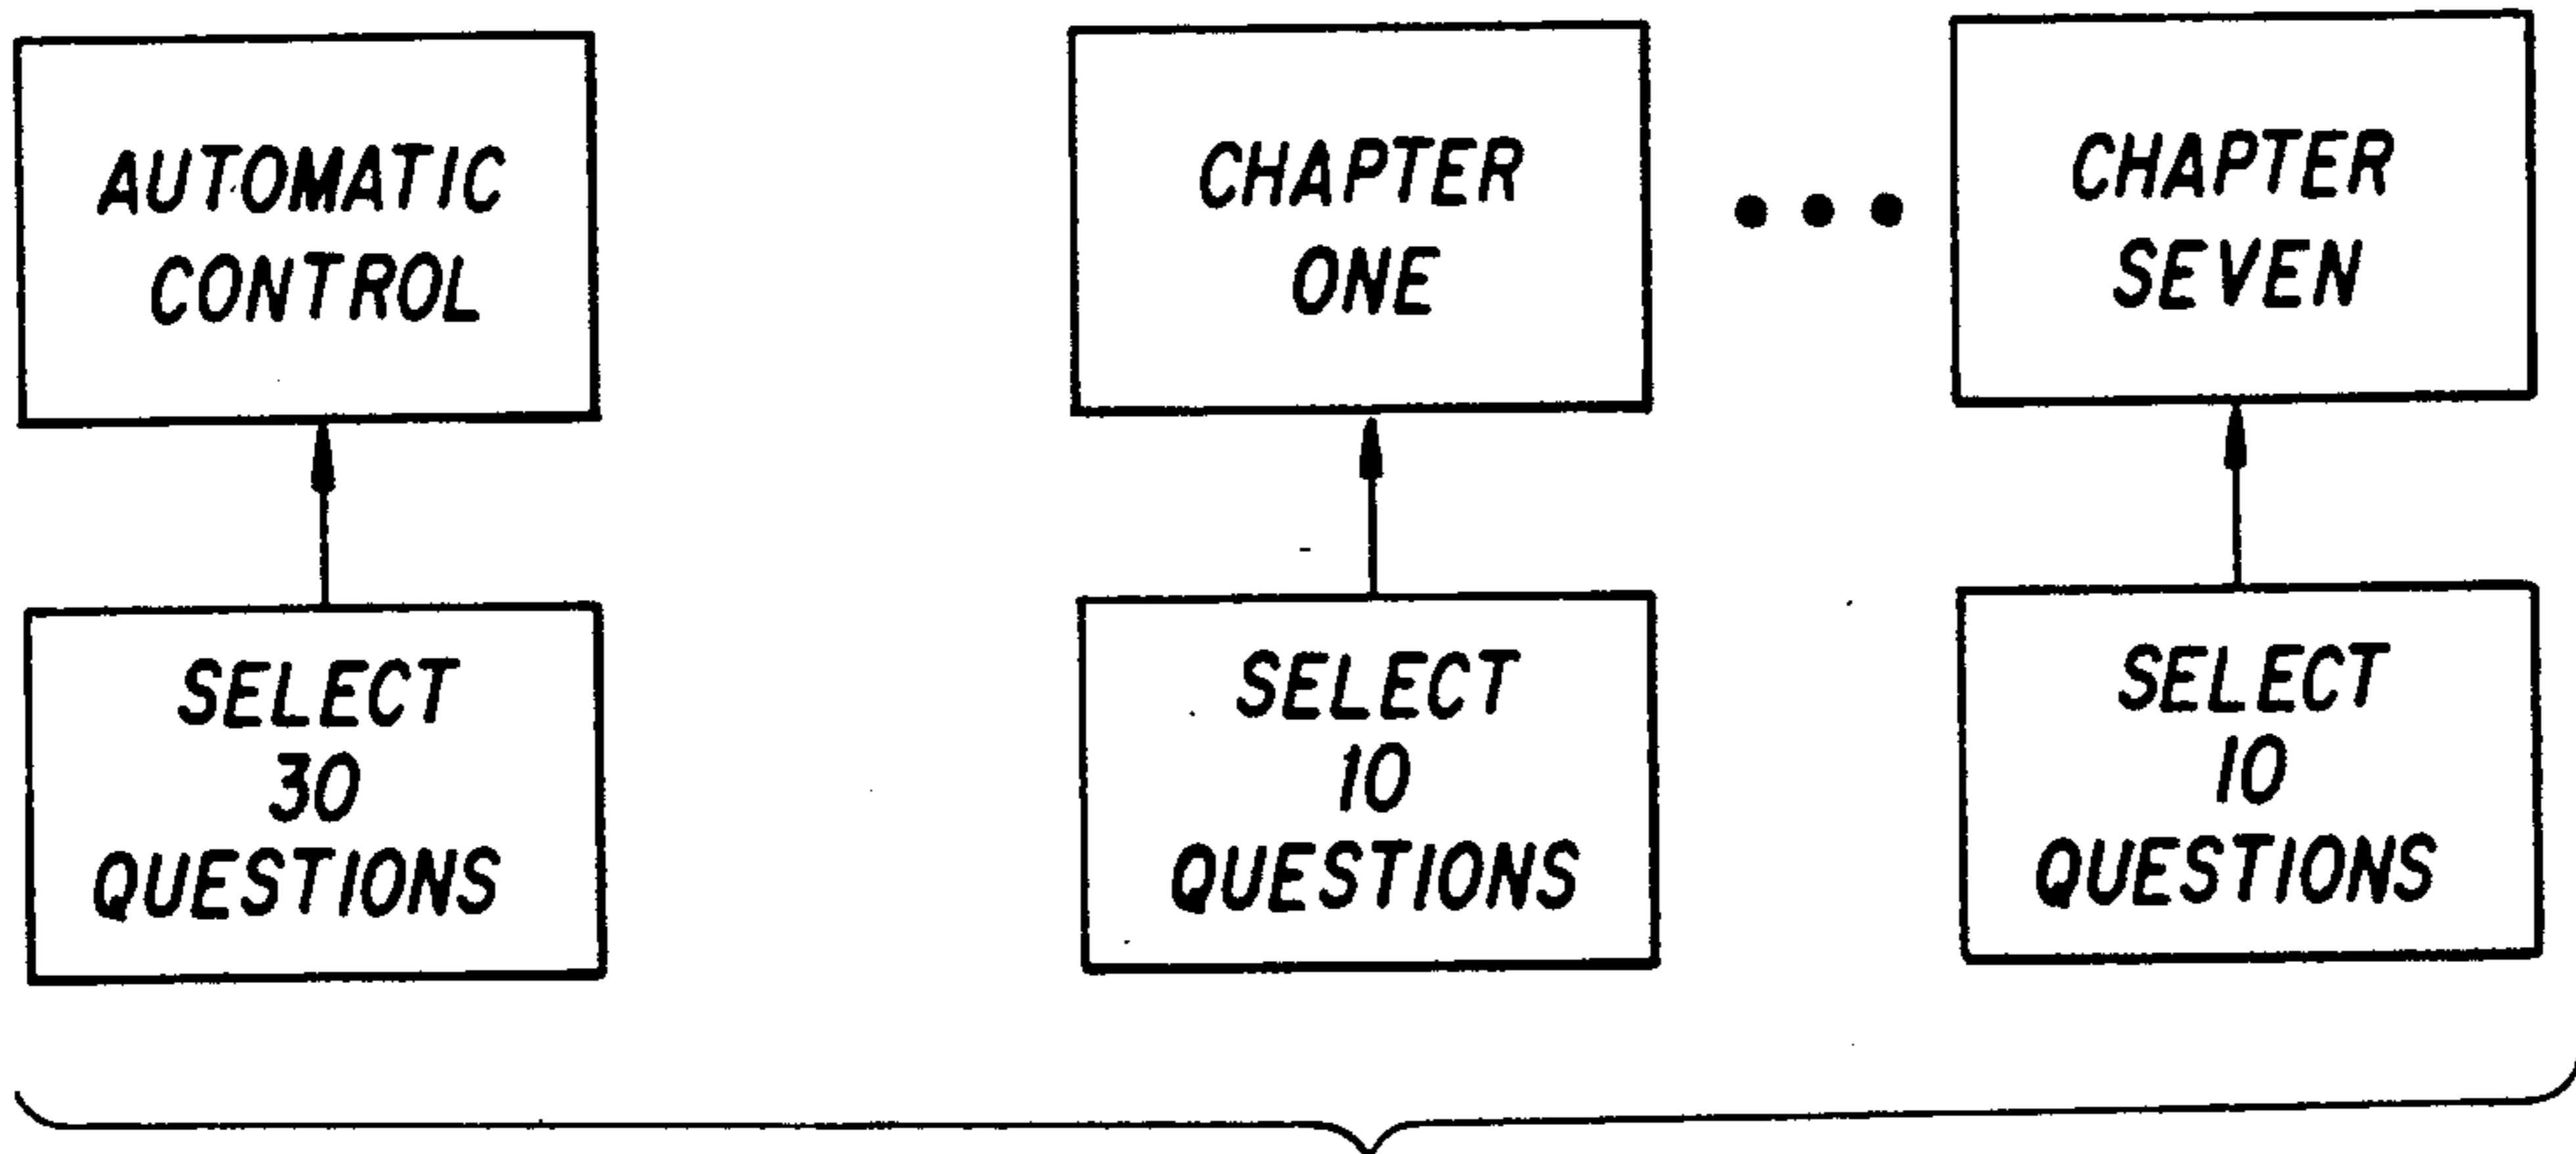 AUTOMATIC
CONTROL
CHAPTER
ONE
CHAPTER
SEVEN
SELECT
30
QUESTIONS
SELECT
10
QUESTIONS
SELECT
10
QUESTIONS